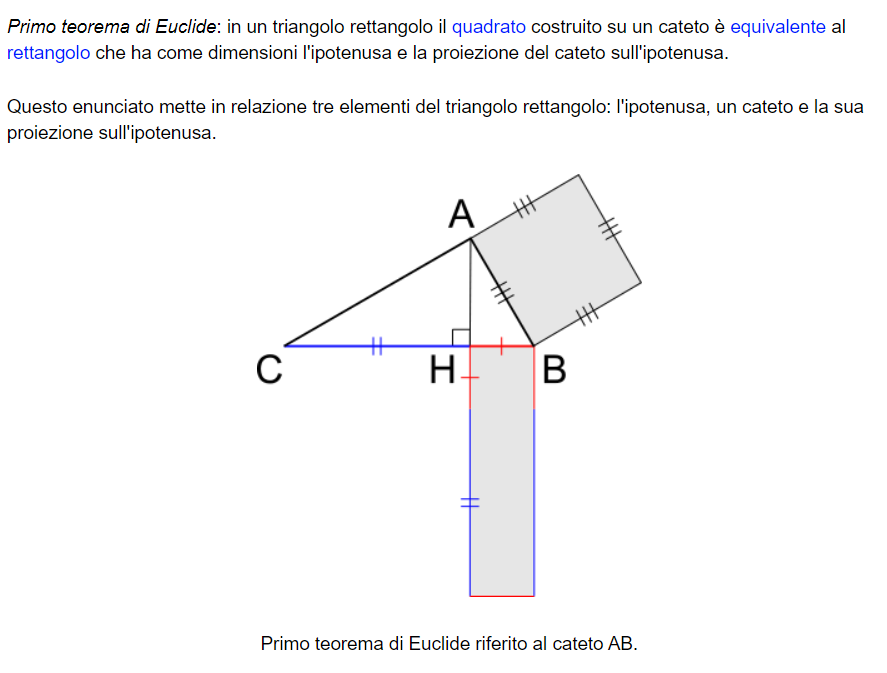 Primo teorema di Euclide: in un triangolo rettangolo il quadrato costruito su un cateto è equivalente al
rettangolo che ha come dimensioni l'ipotenusa e la proiezione del cateto sull'ipotenusa.
Questo enunciato mette in relazione tre elementi del triangolo rettangolo: l'ipotenusa, un cateto e la sua
proiezione sull'ipotenusa.
A
C
H
B
Primo teorema di Euclide riferito al cateto AB.